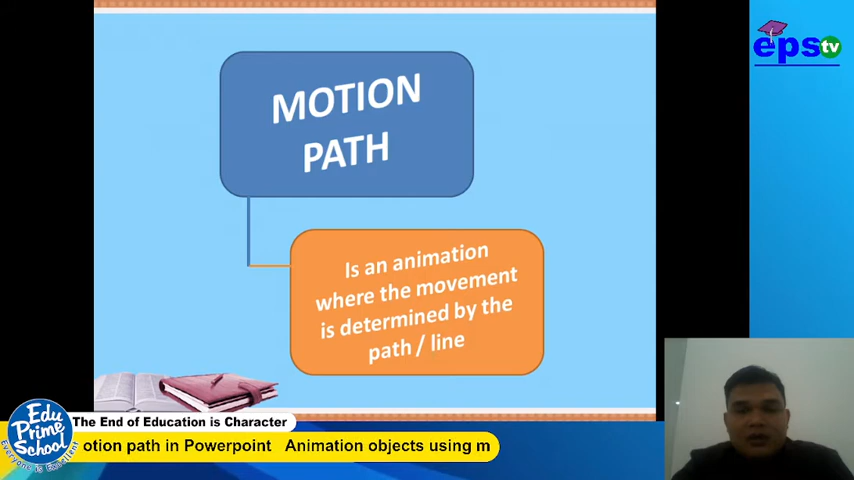 MOTION
PATH
Is an animation
where the movement
is determined by the
path / line
eps tv
Edu
Prime
School
Everyone is Excellent
The End of Education is Character
otion path in Powerpoint   Animation objects using m